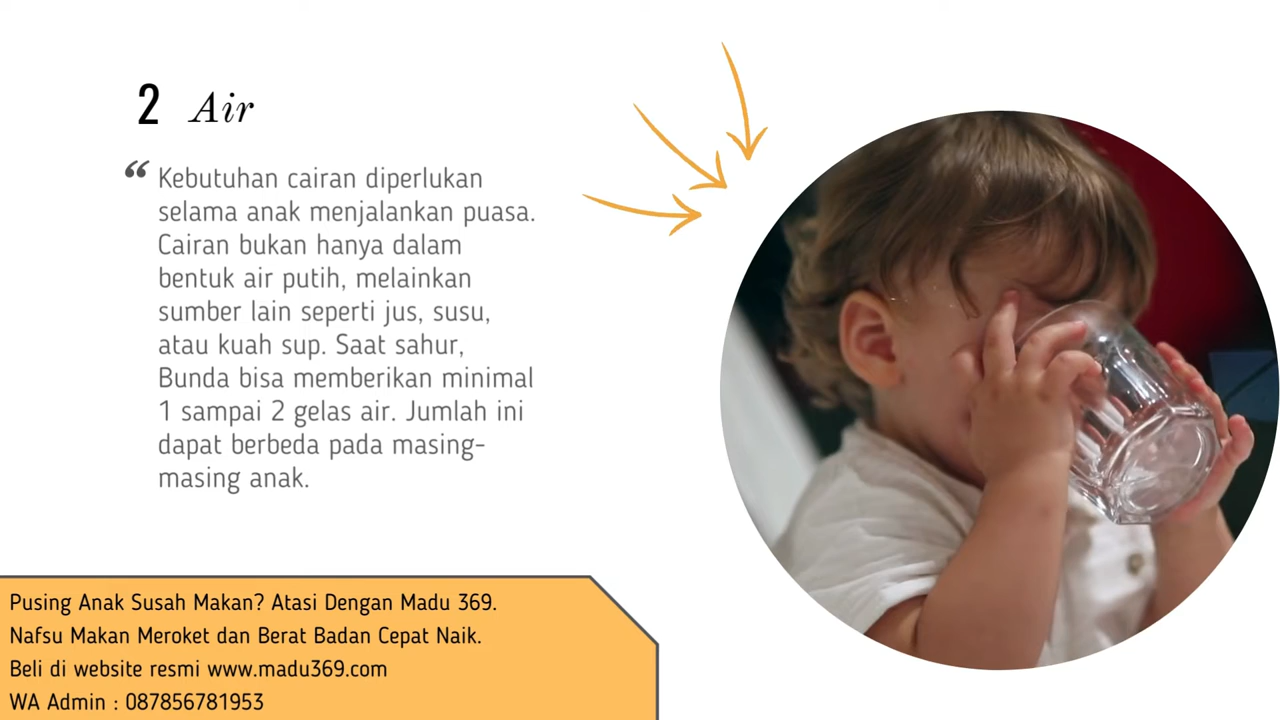 2 Air
“ Kebutuhan cairan diperlukan
selama anak menjalankan puasa.
Cairan bukan hanya dalam
bentuk air putih, melainkan
sumber lain seperti jus, susu,
atau kuah sup. Saat sahur,
Bunda bisa memberikan minimal
1 sampai 2 gelas air. Jumlah ini
dapat berbeda pada masing-
masing anak.
Pusing Anak Susah Makan? Atasi Dengan Madu 369.
Nafsu Makan Meroket dan Berat Badan Cepat Naik.
Beli di website resmi www.madu369.com
WA Admin : 087856781953